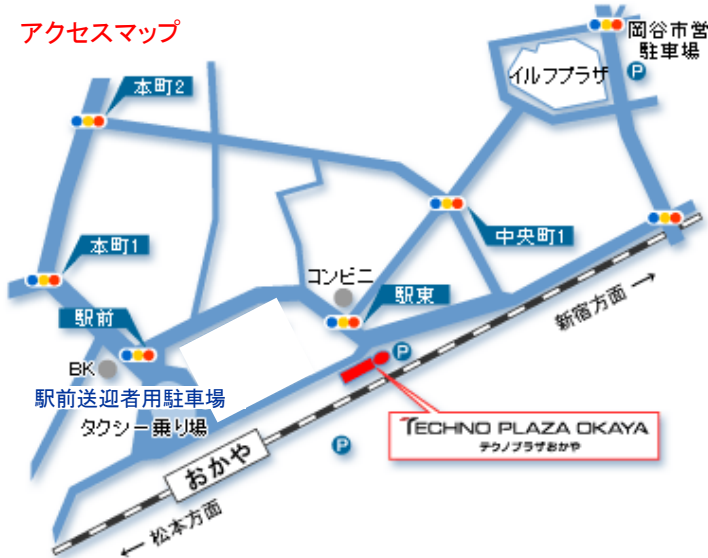 アクセスマップ
岡谷市営
駐車場
P
イルフプラザ
本町2
中央町1
本町1
コンビニ
駅東
駅前
新宿方面 →
P
BK
駅前送迎者用駐車場
タクシー乗り場
TECHNO PLAZA OKAYA
テクノプラザおかや
P
おかや
← 松本方面